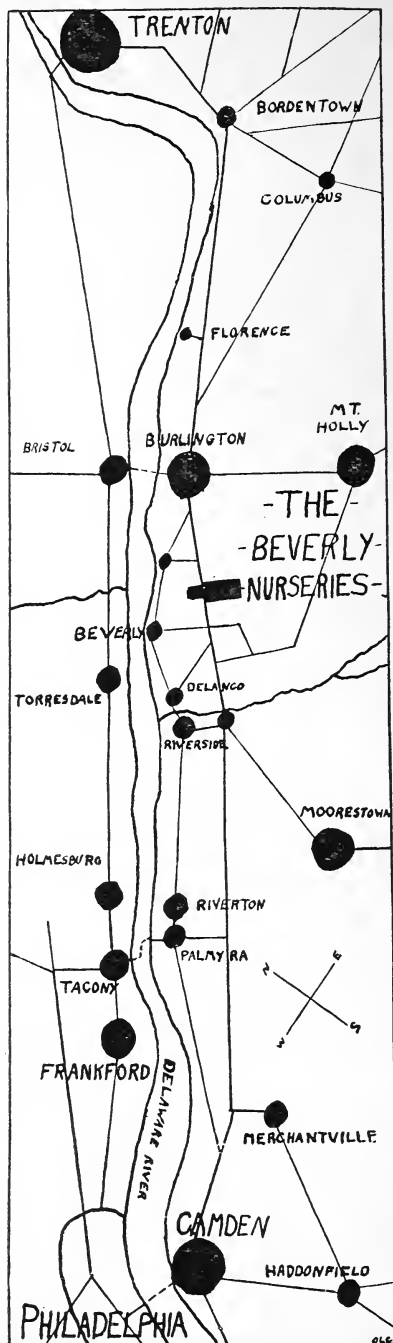 TRENTON
BORDENTOWN
COLUMBUS
FLORENCE
MT.
HOLLY
BRISTOL
BURLINGTON
-THE-
-BEVERLY-
-NURSERIES-
BEVERLY
DELANCO
TORRESDALE
RIVERSIDE
MOORESTOWN
HOLMESBURG
RIVERTON
PALMYRA
N
E
W
S
TACONY
FRANKFORD
DELAWARE RIVER
MERCHANTVILLE
CAMDEN
HADDONFIELD
PHILADELPHIA